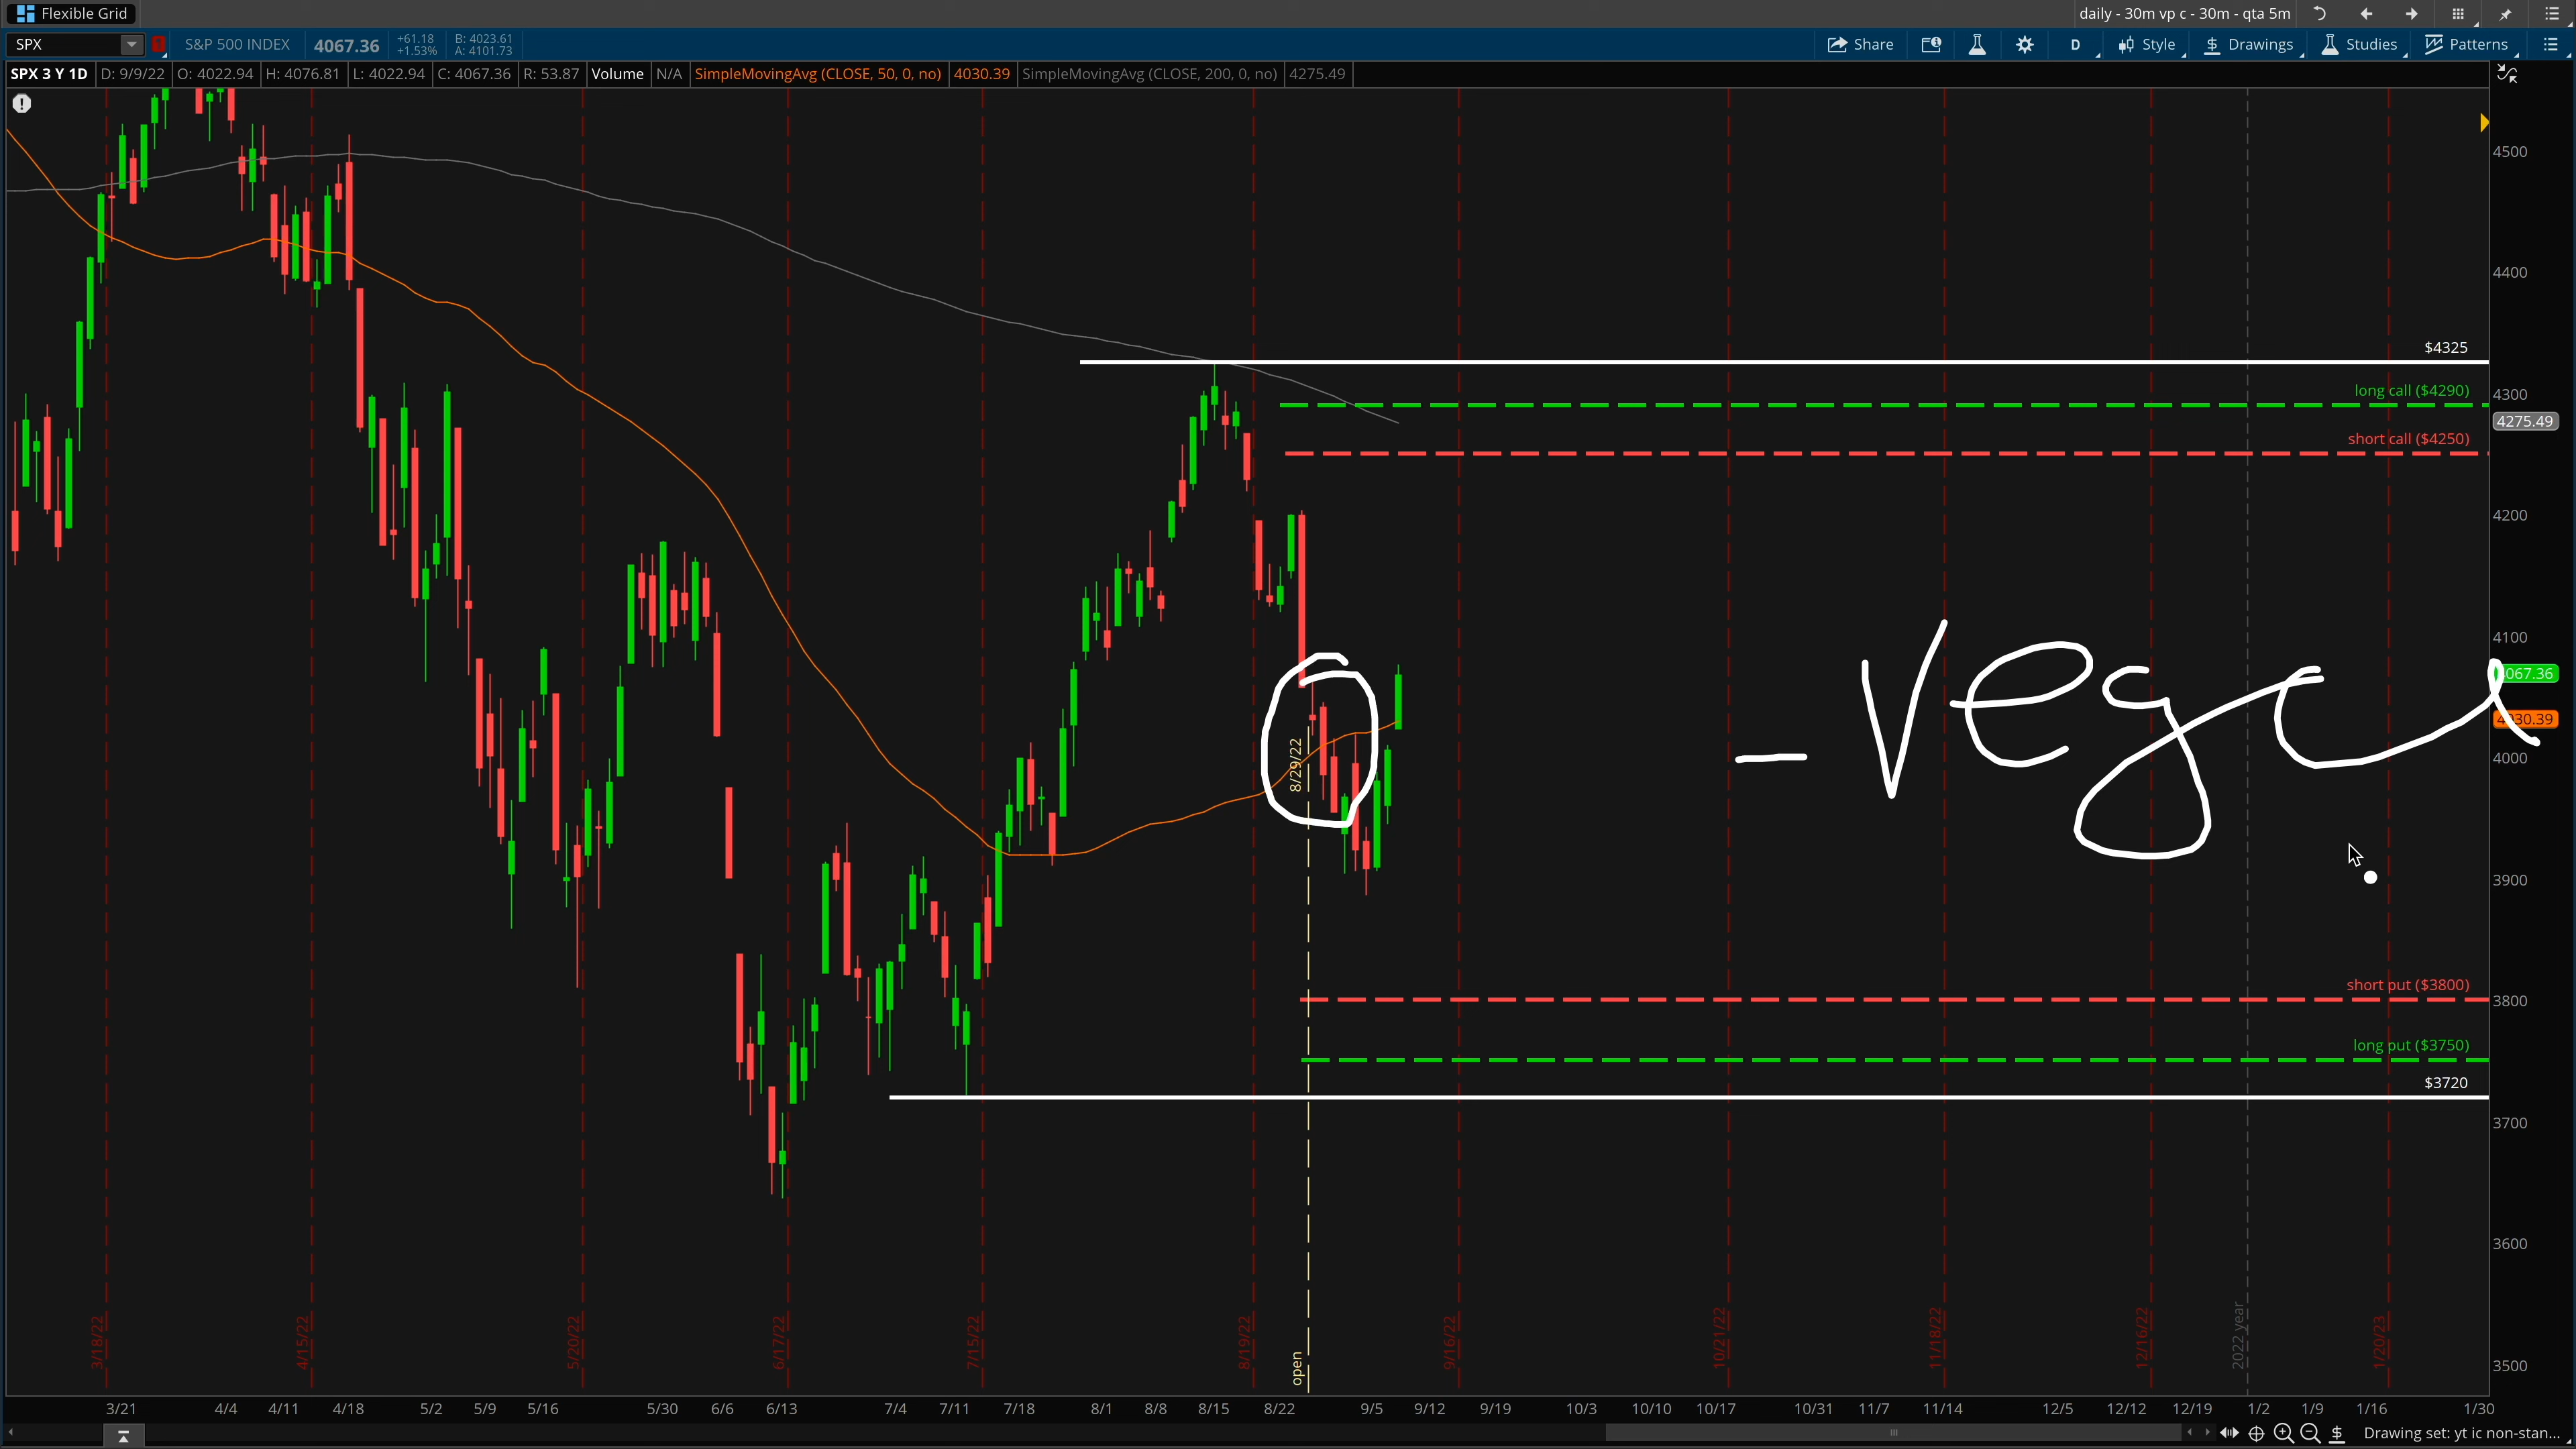 Flexible Grid
daily - 30m vp c - 30m - qta 5m
SPX
1
S&P 500 INDEX
4067.36
+61.18
+1.53%
B: 4023.61
A: 4101.73
Share
D
Style
$ Drawings
Studies
Patterns
SPX 3 Y 1D
D: 9/9/22
O: 4022.94
H: 4076.81
L: 4022.94
C: 4067.36
R: 53.87
Volume
N/A
SimpleMovingAvg (CLOSE, 50, 0, no)
4030.39
SimpleMovingAvg (CLOSE, 200, 0, no)
4275.49
4500
4400
$4325
long call ($4290)
4300
4275.49
short call ($4250)
4200
4100
- Vega
067.36
4030.39
8/29/22
4000
3900
short put ($3800)
3800
long put ($3750)
$3720
3700
3600
3500
3/18/22
4/15/22
5/20/22
6/17/22
7/15/22
8/19/22
open
9/16/22
10/21/22
11/18/22
12/16/22
2022 year
1/20/23
3/21 4/4 4/11 4/18 5/2 5/9 5/16 5/30 6/6 6/13 7/4 7/11 7/18 8/1 8/8 8/15 8/22 9/5 9/12 9/19 10/3 10/10 10/17 10/31 11/7 11/14 12/5 12/12 12/19 1/2 1/9 1/16 1/30
Drawing set: yt ic non-stan...